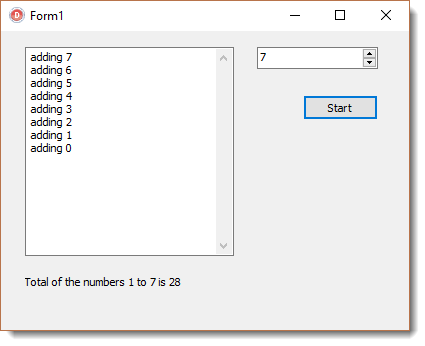 Form1
adding 7
adding 6
adding 5
adding 4
adding 3
adding 2
adding 1
adding 0
7
Start
Total of the numbers 1 to 7 is 28